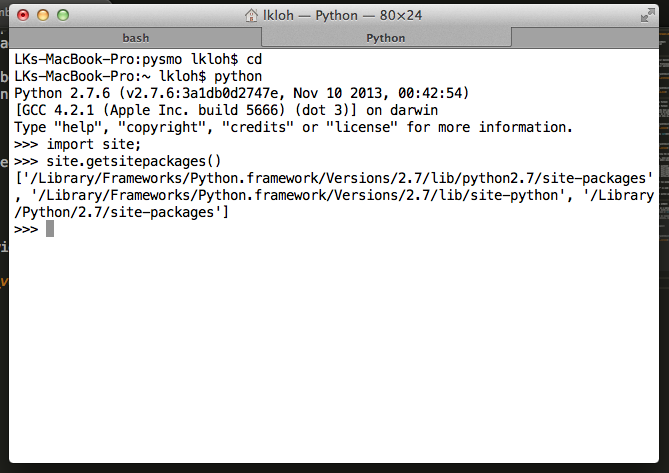 lkloh — Python — 80×24
bash Python
LKs-MacBook-Pro:pysmo lkloh$ cd
LKs-MacBook-Pro:~ lkloh$ python
Python 2.7.6 (v2.7.6:3a1db0d2747e, Nov 10 2013, 00:42:54)
[GCC 4.2.1 (Apple Inc. build 5666) (dot 3)] on darwin
Type "help", "copyright", "credits" or "license" for more information.
>>> import site;
>>> site.getsitepackages()
['/Library/Frameworks/Python.framework/Versions/2.7/lib/python2.7/site-packages'
, '/Library/Frameworks/Python.framework/Versions/2.7/lib/site-python', '/Library
/Python/2.7/site-packages']
>>>